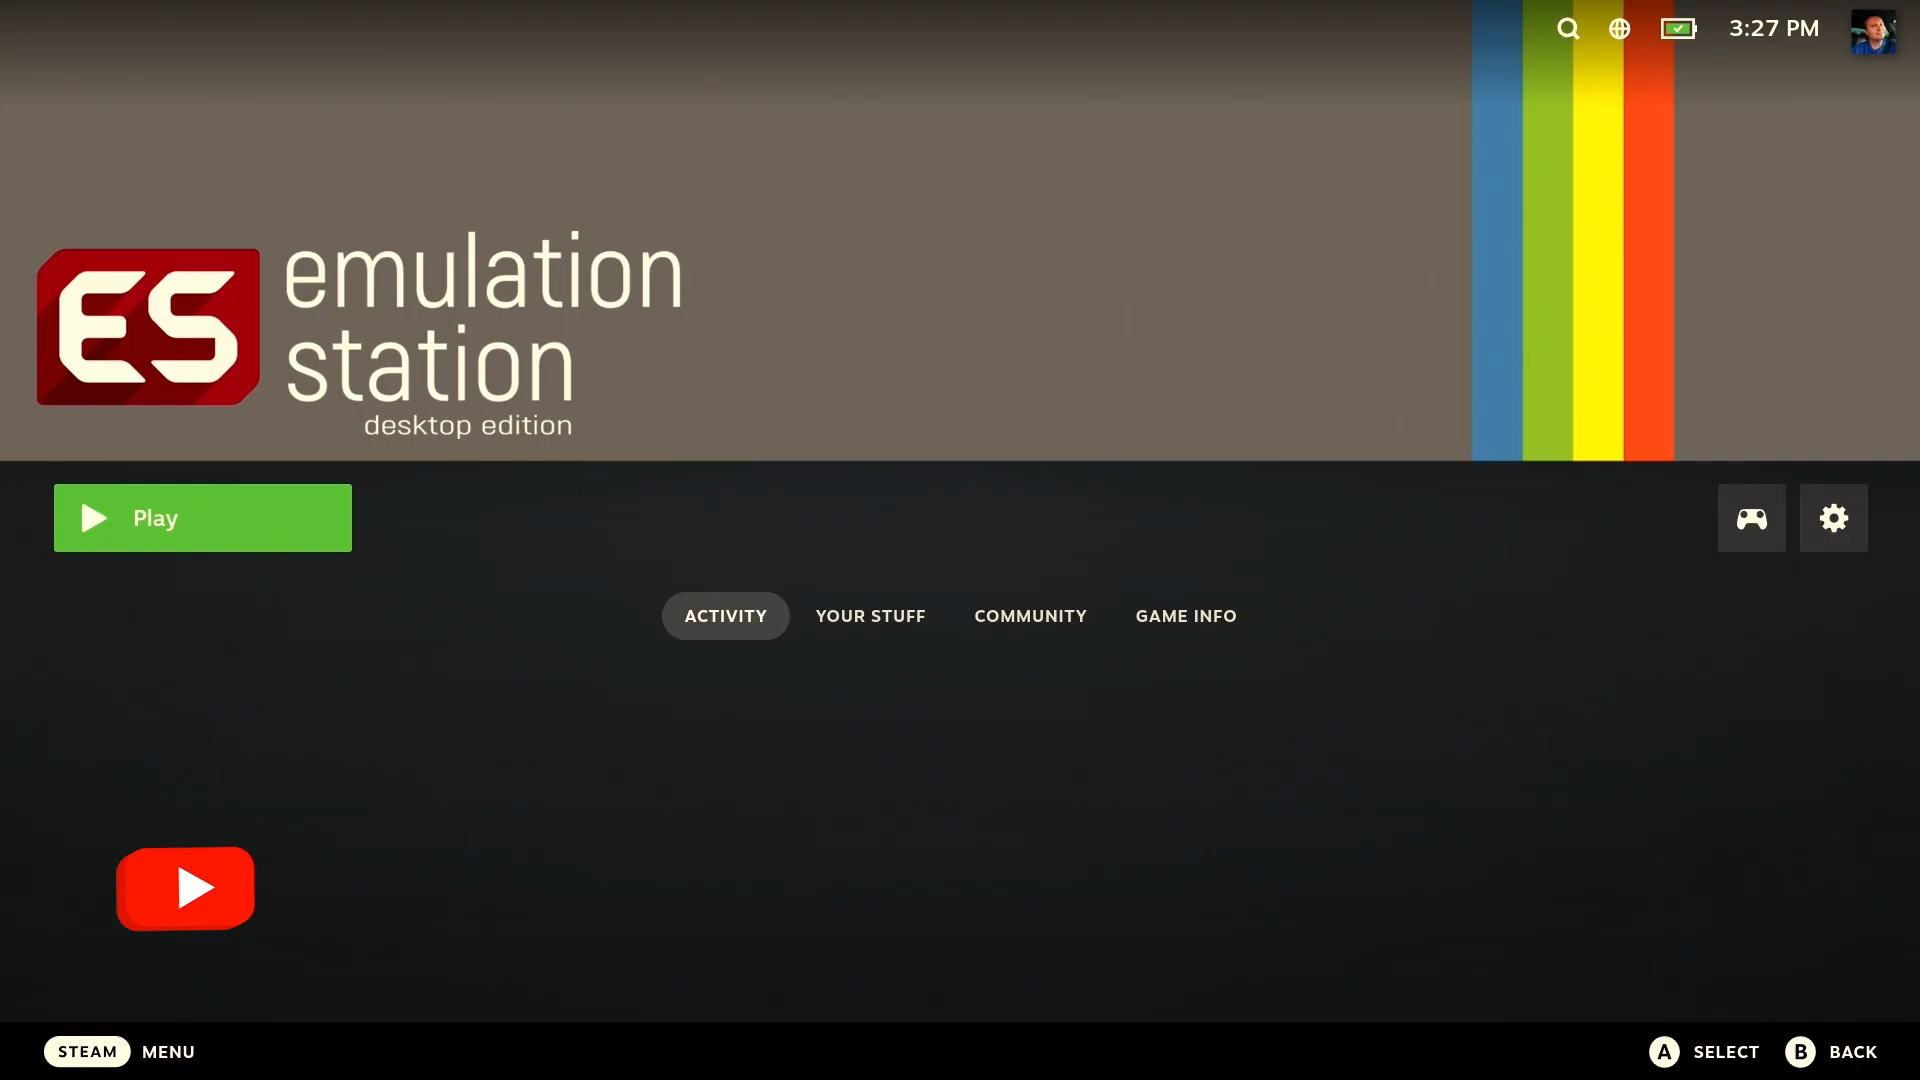 3:27 PM
ES
emulation
station
desktop edition
Play
ACTIVITY
YOUR STUFF
COMMUNITY
GAME INFO
STEAM MENU
A SELECT
B BACK